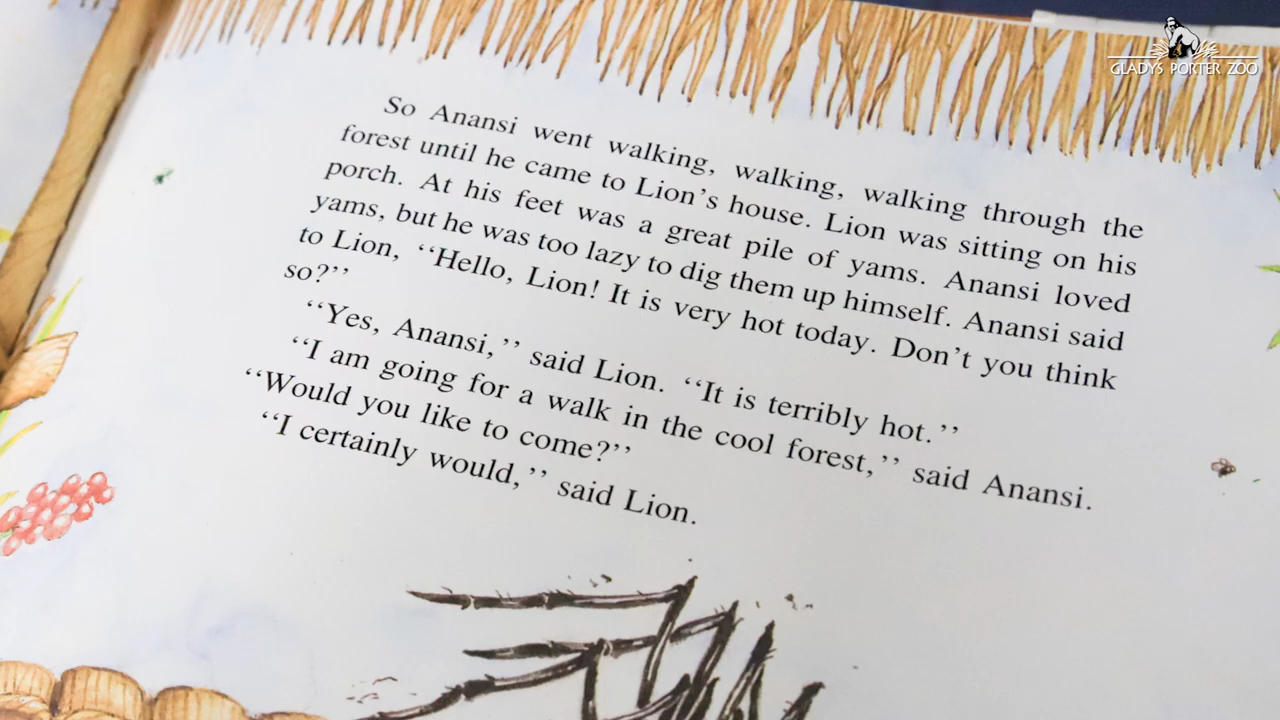 GLADYS PORTER ZOO
So Anansi went walking, walking, walking through the
forest until he came to Lion's house. Lion was sitting on his
porch. At his feet was a great pile of yams. Anansi loved
yams, but he was too lazy to dig them up himself. Anansi said
to Lion, ‘‘Hello, Lion! It is very hot today. Don't you think
so?’’
‘‘Yes, Anansi,’’ said Lion. ‘‘It is terribly hot.’’
‘‘I am going for a walk in the cool forest,’’ said Anansi.
‘‘Would you like to come?’’
‘‘I certainly would,’’ said Lion.